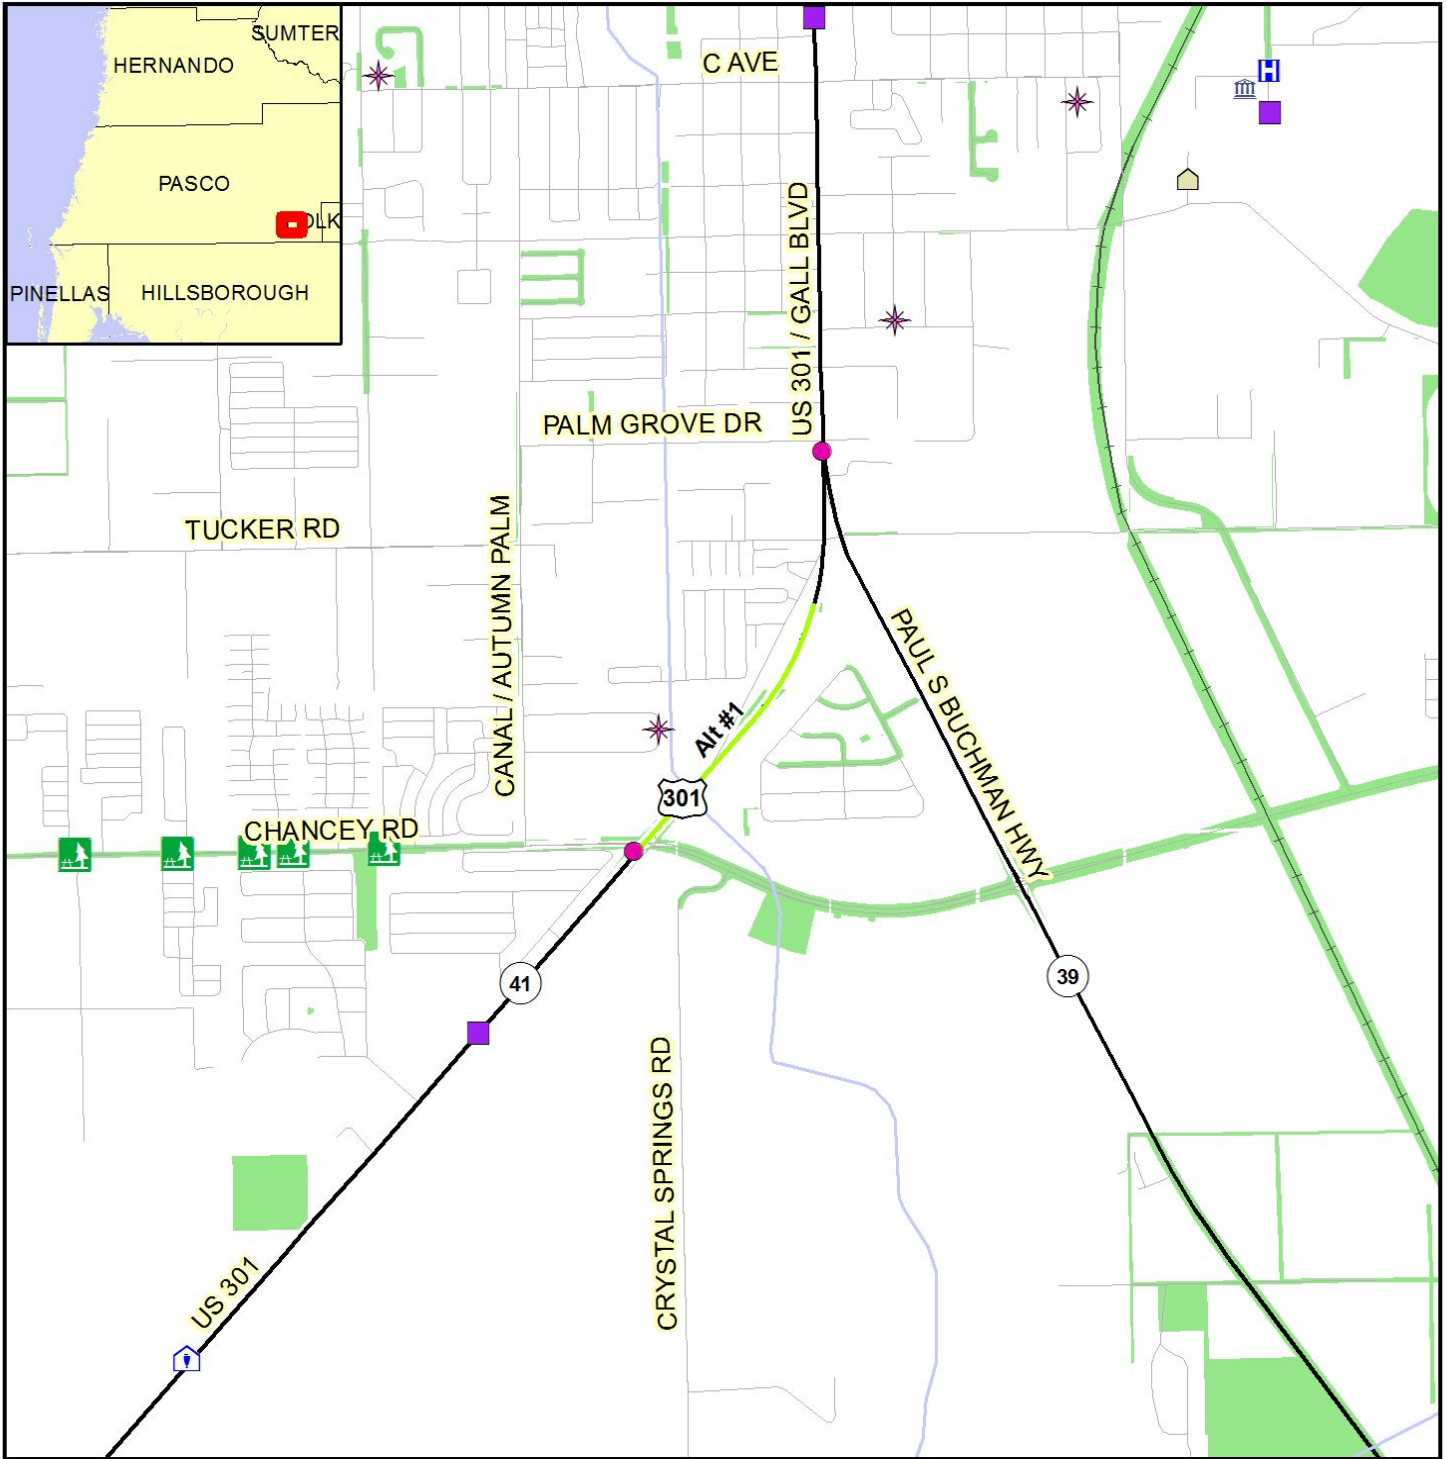 SUMTER
HERNANDO
PASCO
OLK
PINELLAS
HILLSBOROUGH
C AVE
H
US 301 / GALL BLVD
PALM GROVE DR
TUCKER RD
CANAL / AUTUMN PALM
PAUL S BUCHMAN HWY
Alt #1
301
CHANCEY RD
41
39
CRYSTAL SPRINGS RD
US 301